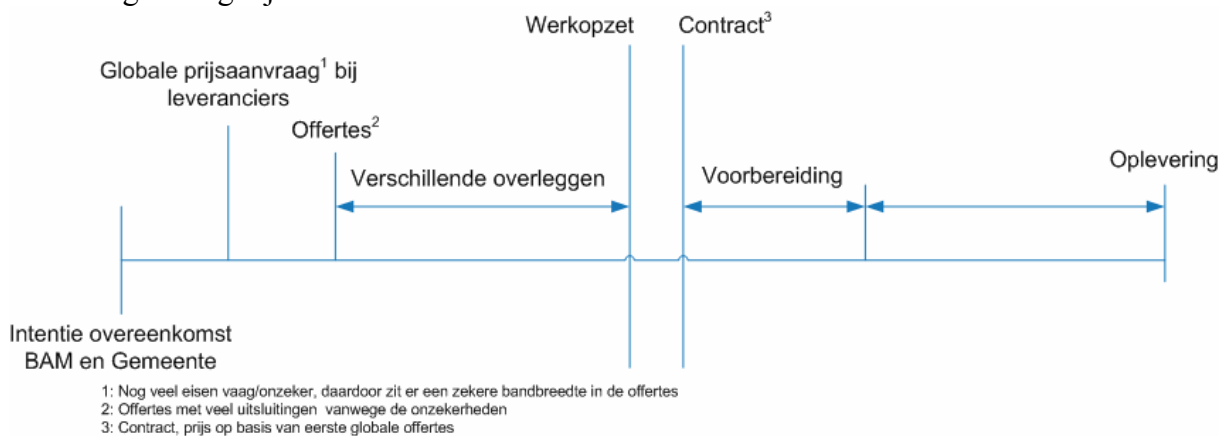 Werkopzet
Contract³
Globale prijsaanvraag¹ bij
leveranciers
Offertes²
Verschillende overleggen
Voorbereiding
Oplevering
Intentie overeenkomst
BAM en Gemeente
1: Nog veel eisen vaag/onzeker, daardoor zit er een zekere bandbreedte in de offertes
2: Offertes met veel uitsluitingen vanwege de onzekerheden
3: Contract, prijs op basis van eerste globale offertes